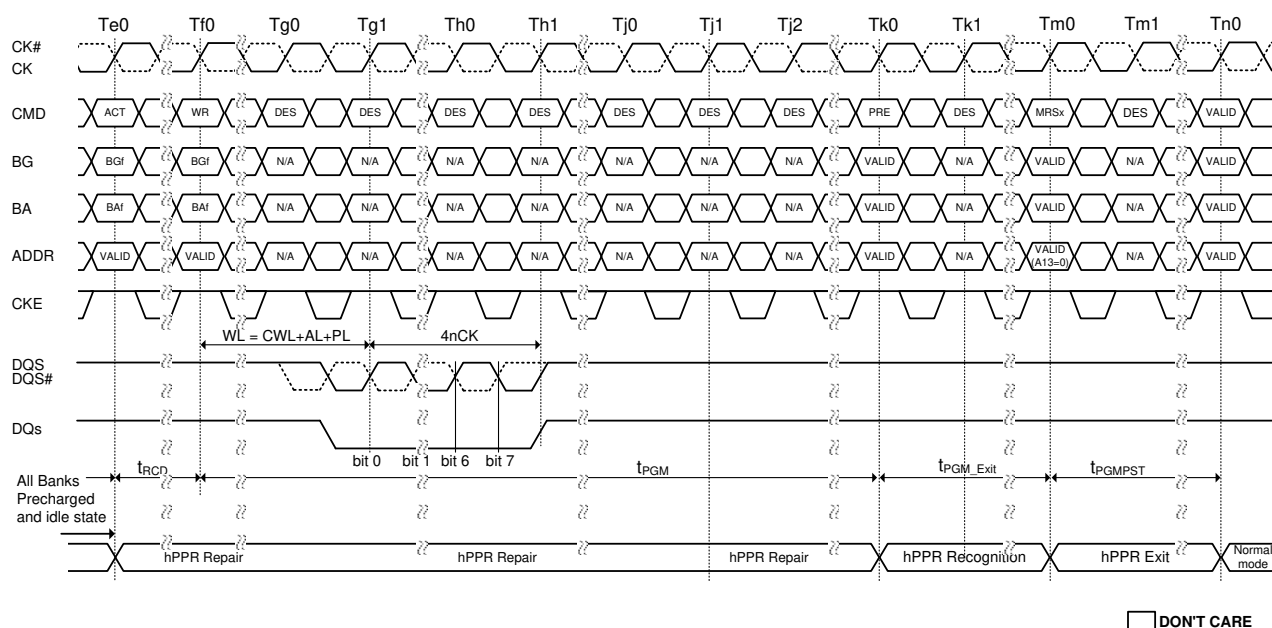 Te0 Tf0 Tg0 Tg1 Th0 Th1 Tj0 Tj1 Tj2 Tk0 Tk1 Tm0 Tm1 Tn0
CK#
CK
CMD ACT WR DES DES DES DES DES DES DES PRE DES MRSx DES VALID
BG BGf BGf N/A N/A N/A N/A N/A N/A N/A VALID N/A VALID N/A VALID
BA BAf BAf N/A N/A N/A N/A N/A N/A N/A VALID N/A VALID N/A VALID
ADDR VALID VALID N/A N/A N/A N/A N/A N/A N/A VALID N/A VALID (A13=0) N/A VALID
CKE
WL = CWL+AL+PL 4nCK
DQS
DQS#
DQs
bit 0 bit 1 bit 6 bit 7
tRCD tPGM tPGM_Exit tPGMPST
All Banks
Precharged
and idle state
hPPR Repair hPPR Repair hPPR Repair hPPR Recognition hPPR Exit Normal mode
DON'T CARE